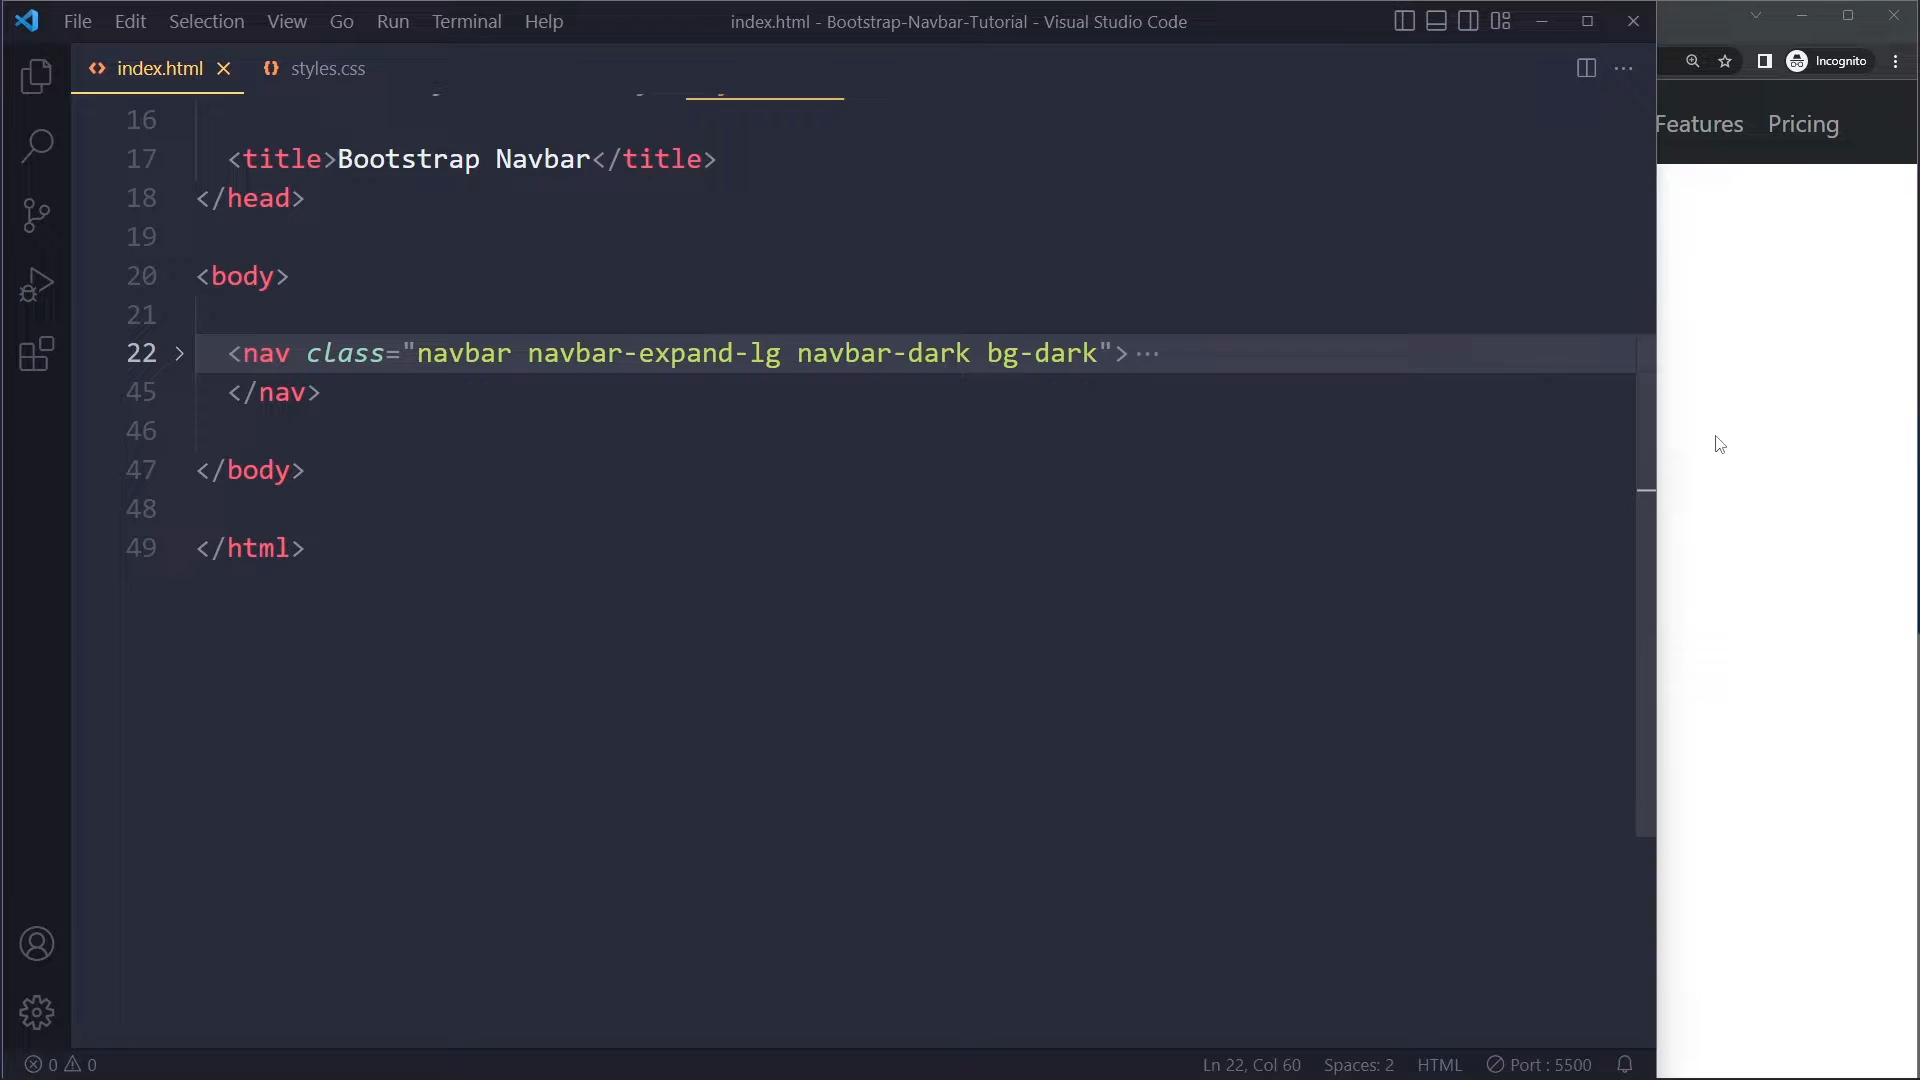 File Edit Selection View Go Run Terminal Help
index.html - Bootstrap-Navbar-Tutorial - Visual Studio Code
index.html styles.css
Incognito
Features Pricing
16
17 <title>Bootstrap Navbar</title>
18 </head>
19
20 <body>
21
22 <nav class="navbar navbar-expand-lg navbar-dark bg-dark">···
45 </nav>
46
47 </body>
48
49 </html>
0 0
Ln 22, Col 60 Spaces: 2 HTML Port : 5500